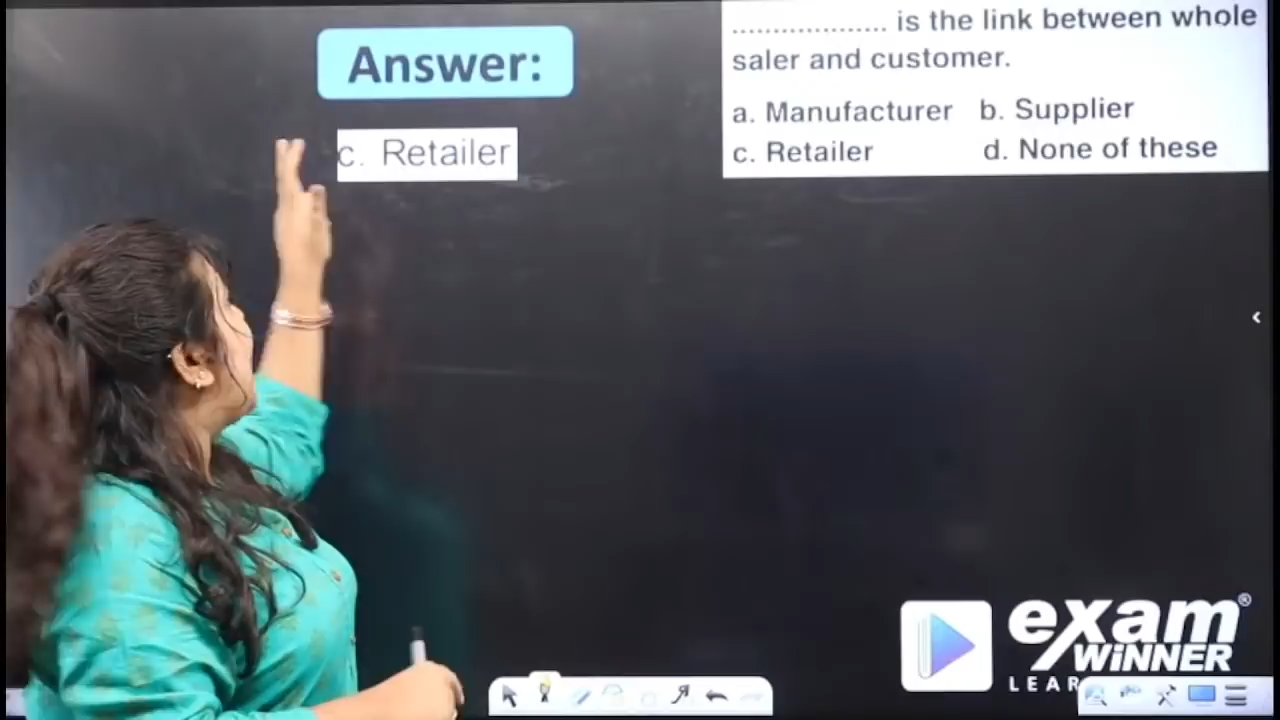 Answer:
c. Retailer
................... is the link between whole
saler and customer.
a. Manufacturer b. Supplier
c. Retailer d. None of these
exam®
WiNNER
LEAR